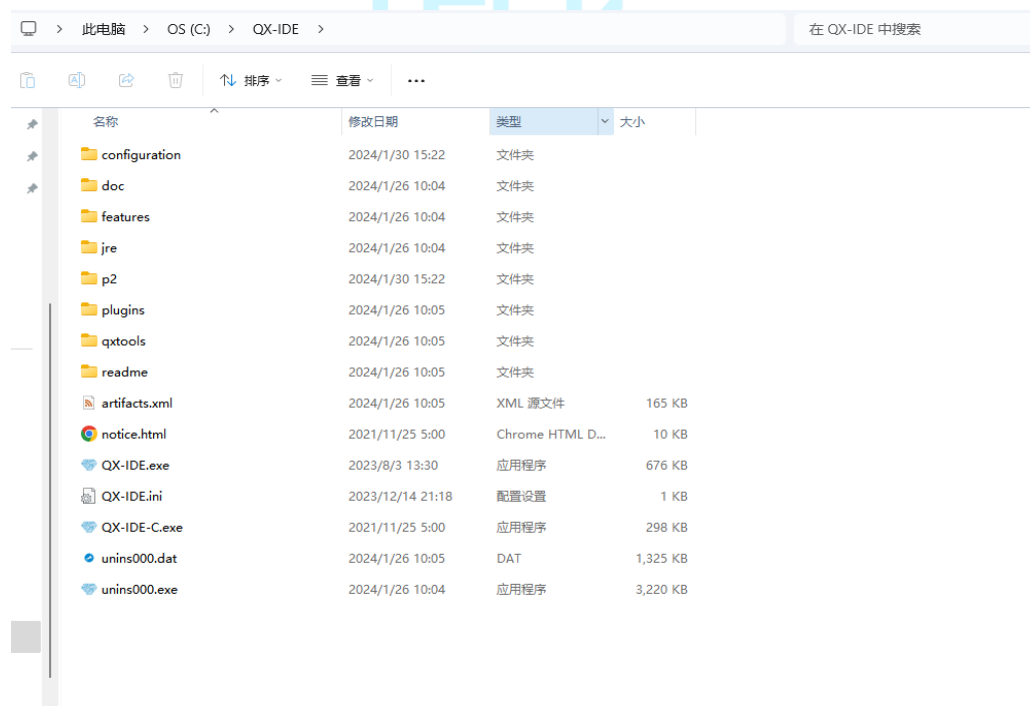 此电脑 > OS (C:) > QX-IDE > 在 QX-IDE 中搜索
排序 查看 ...
名称 修改日期 类型 大小
configuration 2024/1/30 15:22 文件夹
doc 2024/1/26 10:04 文件夹
features 2024/1/26 10:04 文件夹
jre 2024/1/26 10:04 文件夹
p2 2024/1/30 15:22 文件夹
plugins 2024/1/26 10:05 文件夹
qxtools 2024/1/26 10:05 文件夹
readme 2024/1/26 10:05 文件夹
artifacts.xml 2024/1/26 10:05 XML 源文件 165 KB
notice.html 2021/11/25 5:00 Chrome HTML D... 10 KB
QX-IDE.exe 2023/8/3 13:30 应用程序 676 KB
QX-IDE.ini 2023/12/14 21:18 配置设置 1 KB
QX-IDE-C.exe 2021/11/25 5:00 应用程序 298 KB
unins000.dat 2024/1/26 10:05 DAT 1,325 KB
unins000.exe 2024/1/26 10:04 应用程序 3,220 KB